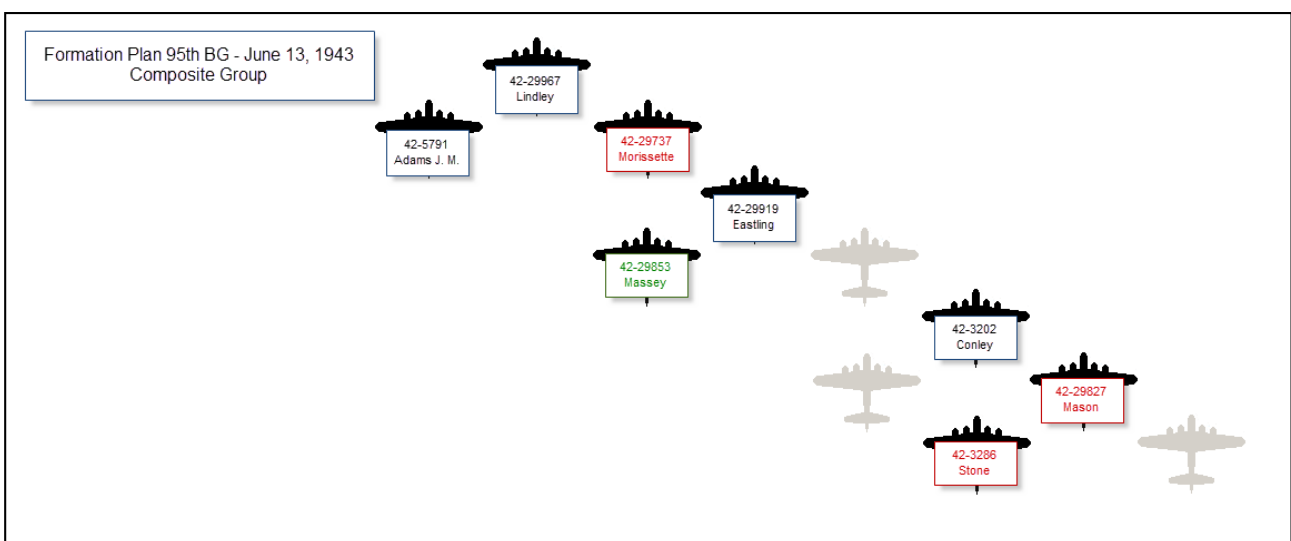 Formation Plan 95th BG - June 13, 1943
Composite Group
42-29967
Lindley
42-5791
Adams J. M.
42-29737
Morissette
42-29919
Eastling
42-29853
Massey
42-3202
Conley
42-29827
Mason
42-3286
Stone